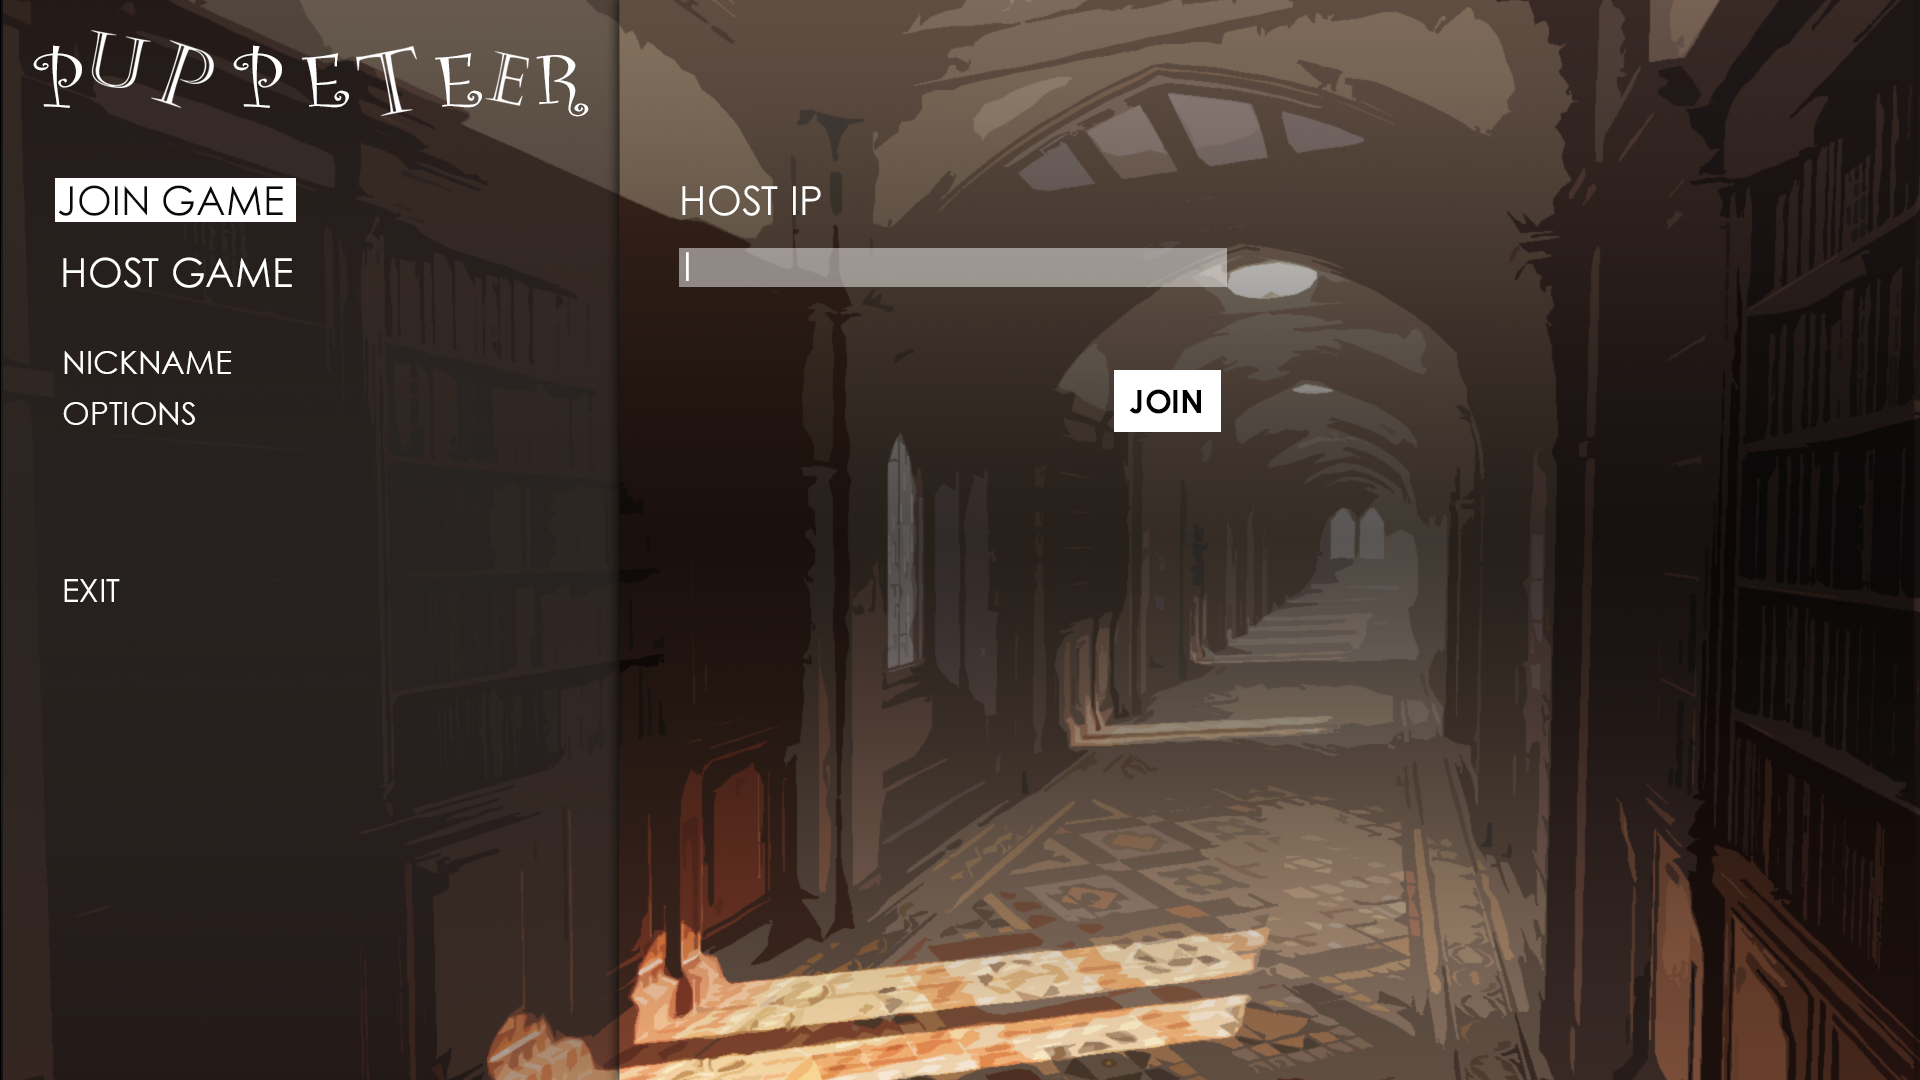 PUPPETEER
JOIN GAME
HOST GAME
NICKNAME
OPTIONS
EXIT
HOST IP
JOIN